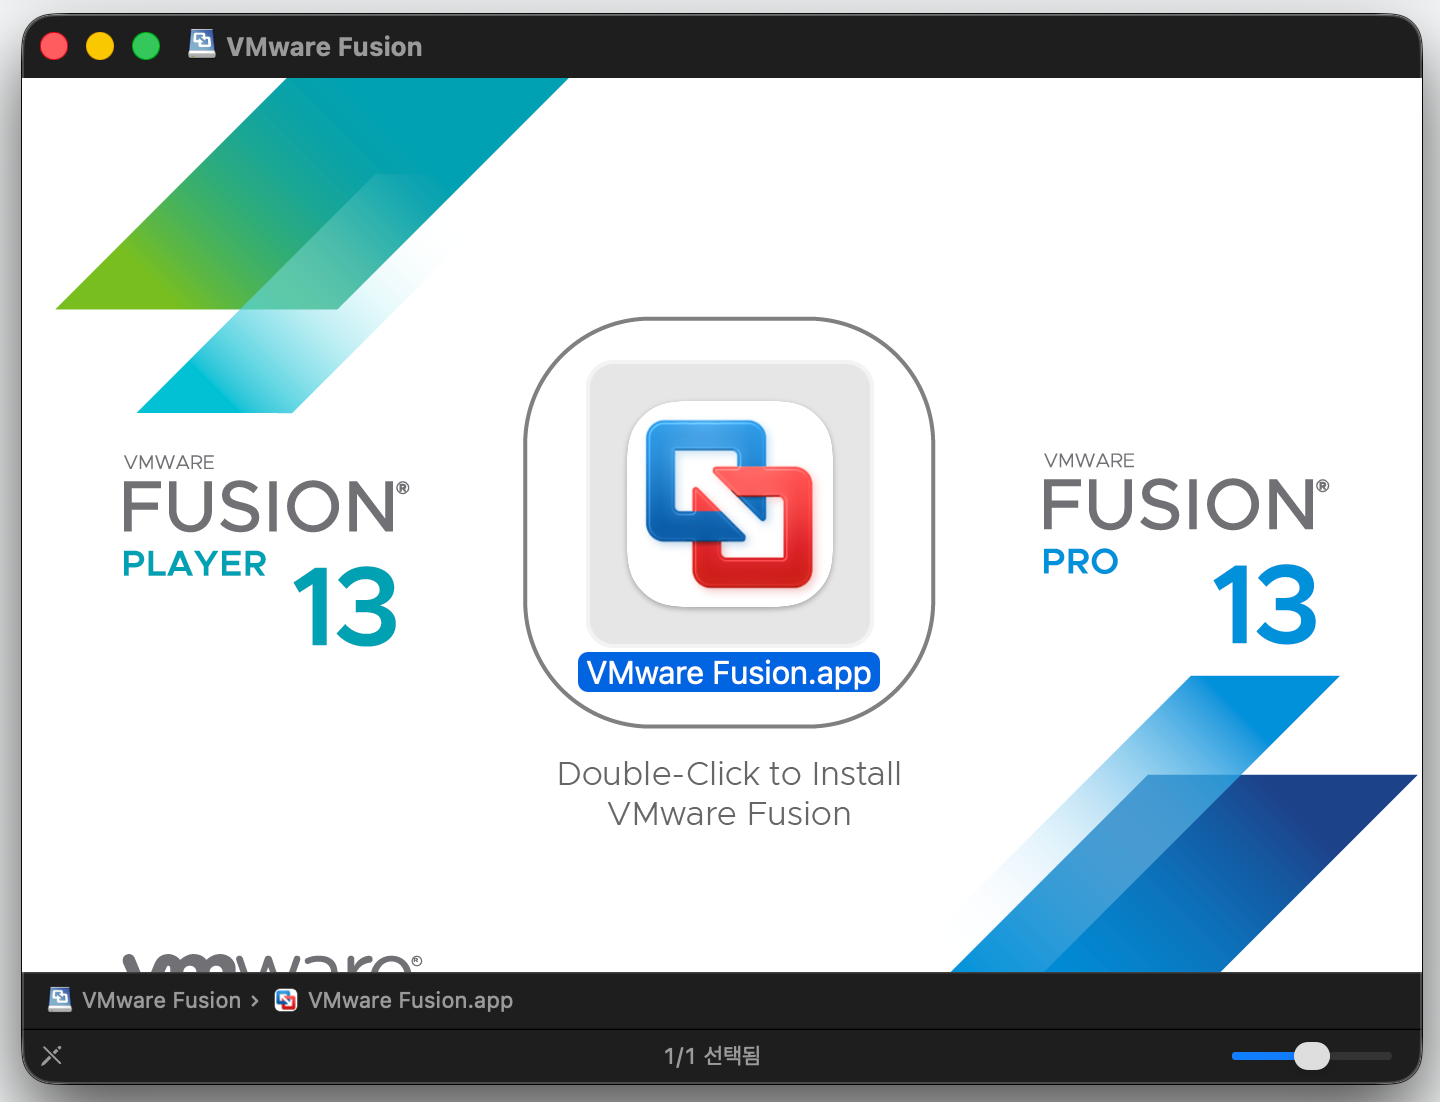 VMware Fusion
VMWARE
FUSION®
PLAYER
13
VMware Fusion.app
Double-Click to Install
VMware Fusion
VMWARE
FUSION®
PRO
13
vmware®
VMware Fusion › VMware Fusion.app
1/1 선택됨